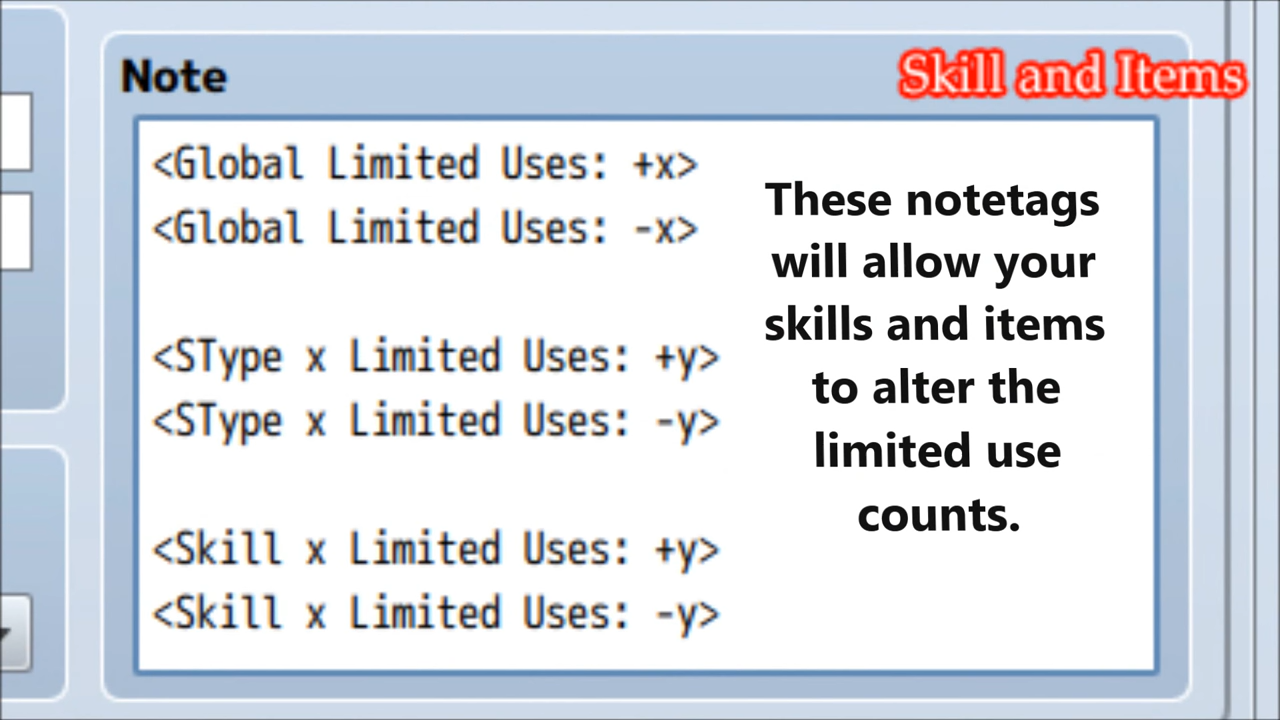 Note
Skill and Items
<Global Limited Uses: +x>
<Global Limited Uses: -x>
<SType x Limited Uses: +y>
<SType x Limited Uses: -y>
<Skill x Limited Uses: +y>
<Skill x Limited Uses: -y>
These notetags
will allow your
skills and items
to alter the
limited use
counts.